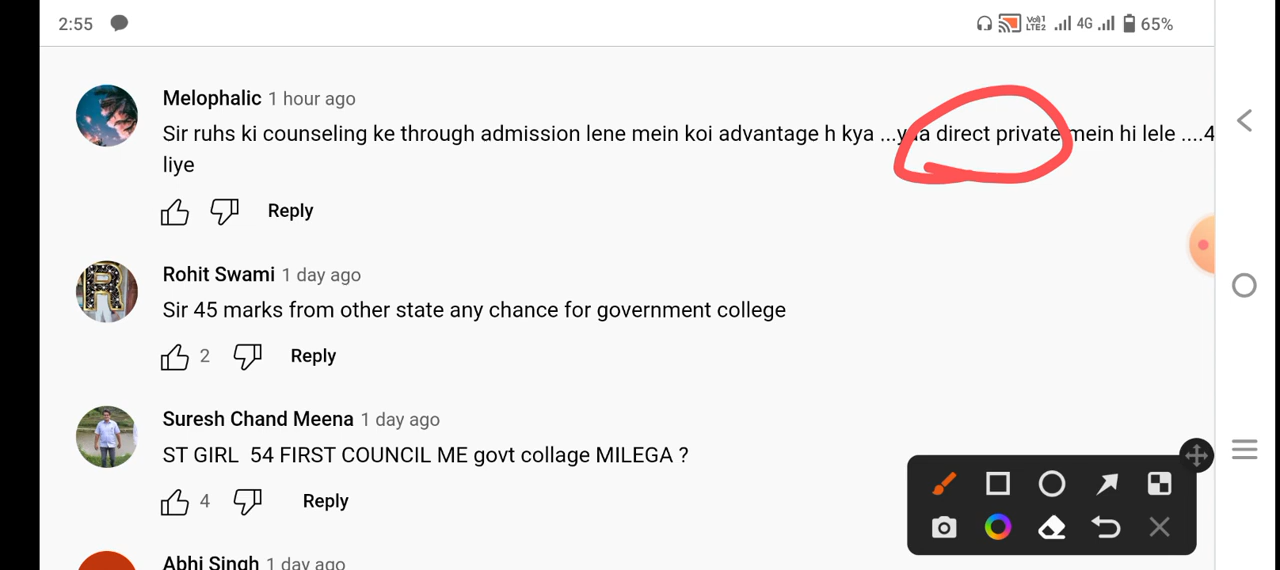 2:55 4G 65%
Melophalic 1 hour ago
Sir ruhs ki counseling ke through admission lene mein koi advantage h kya ... direct private mein hi lele ....4
liye
Reply
Rohit Swami 1 day ago
Sir 45 marks from other state any chance for government college
2 Reply
Suresh Chand Meena 1 day ago
ST GIRL 54 FIRST COUNCIL ME govt collage MILEGA ?
4 Reply
Abhi Singh 1 day ago